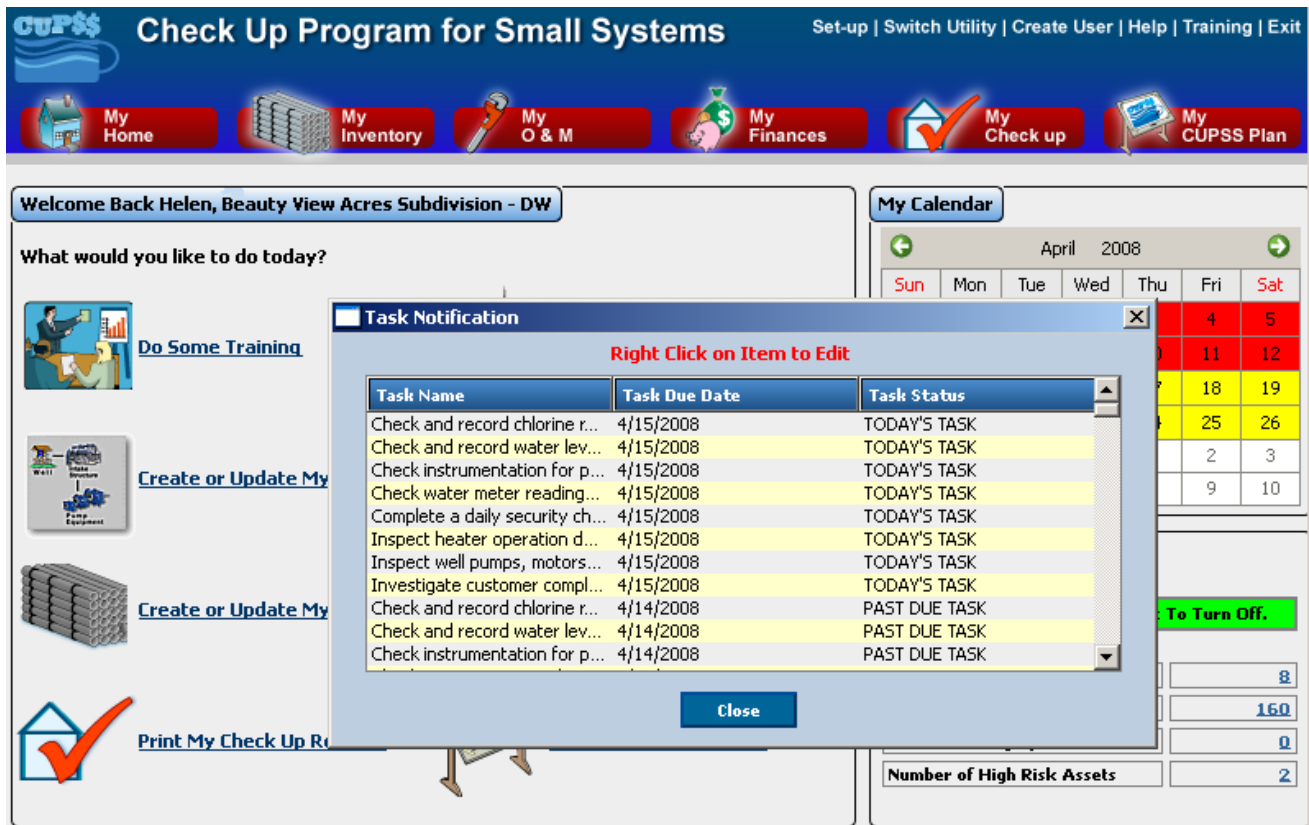 CUP$$
Check Up Program for Small Systems
Set-up | Switch Utility | Create User | Help | Training | Exit
My Home
My Inventory
My O & M
My Finances
My Check up
My CUPSS Plan
Welcome Back Helen, Beauty View Acres Subdivision - DW
What would you like to do today?
Do Some Training
Well Intake Structure
Pump Equipment
Create or Update My
Create or Update My
Print My Check Up
My Calendar
April 2008
Sun Mon Tue Wed Thu Fri Sat
4 5
11 12
18 19
25 26
2 3
9 10
Task Notification
Right Click on Item to Edit
Task Name Task Due Date Task Status
Check and record chlorine r... 4/15/2008 TODAY'S TASK
Check and record water lev... 4/15/2008 TODAY'S TASK
Check instrumentation for p... 4/15/2008 TODAY'S TASK
Check water meter reading... 4/15/2008 TODAY'S TASK
Complete a daily security ch... 4/15/2008 TODAY'S TASK
Inspect heater operation d... 4/15/2008 TODAY'S TASK
Inspect well pumps, motors... 4/15/2008 TODAY'S TASK
Investigate customer compl... 4/15/2008 TODAY'S TASK
Check and record chlorine r... 4/14/2008 PAST DUE TASK
Check and record water lev... 4/14/2008 PAST DUE TASK
Check instrumentation for p... 4/14/2008 PAST DUE TASK
Close
To Turn Off.
8
160
0
Number of High Risk Assets 2